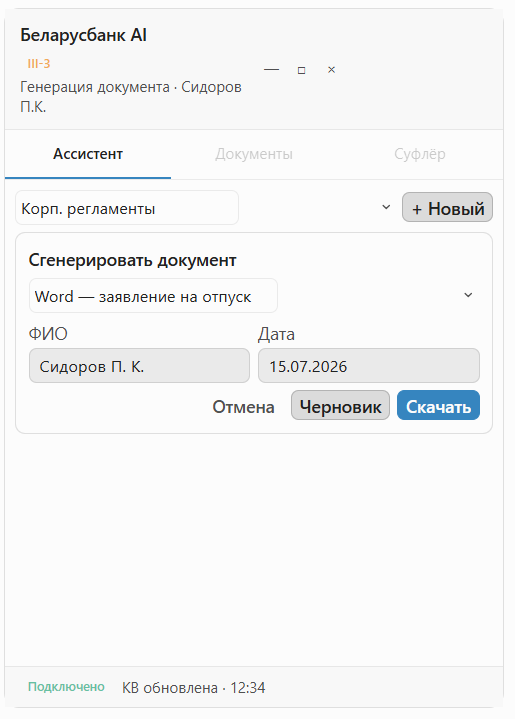 Беларусбанк AI
III-3
Генерация документа · Сидоров
П.К.
Ассистент Документы Суфлёр
Корп. регламенты + Новый
Сгенерировать документ
Word — заявление на отпуск
ФИО Дата
Сидоров П. К. 15.07.2026
Отмена Черновик Скачать
Подключено КВ обновлена · 12:34